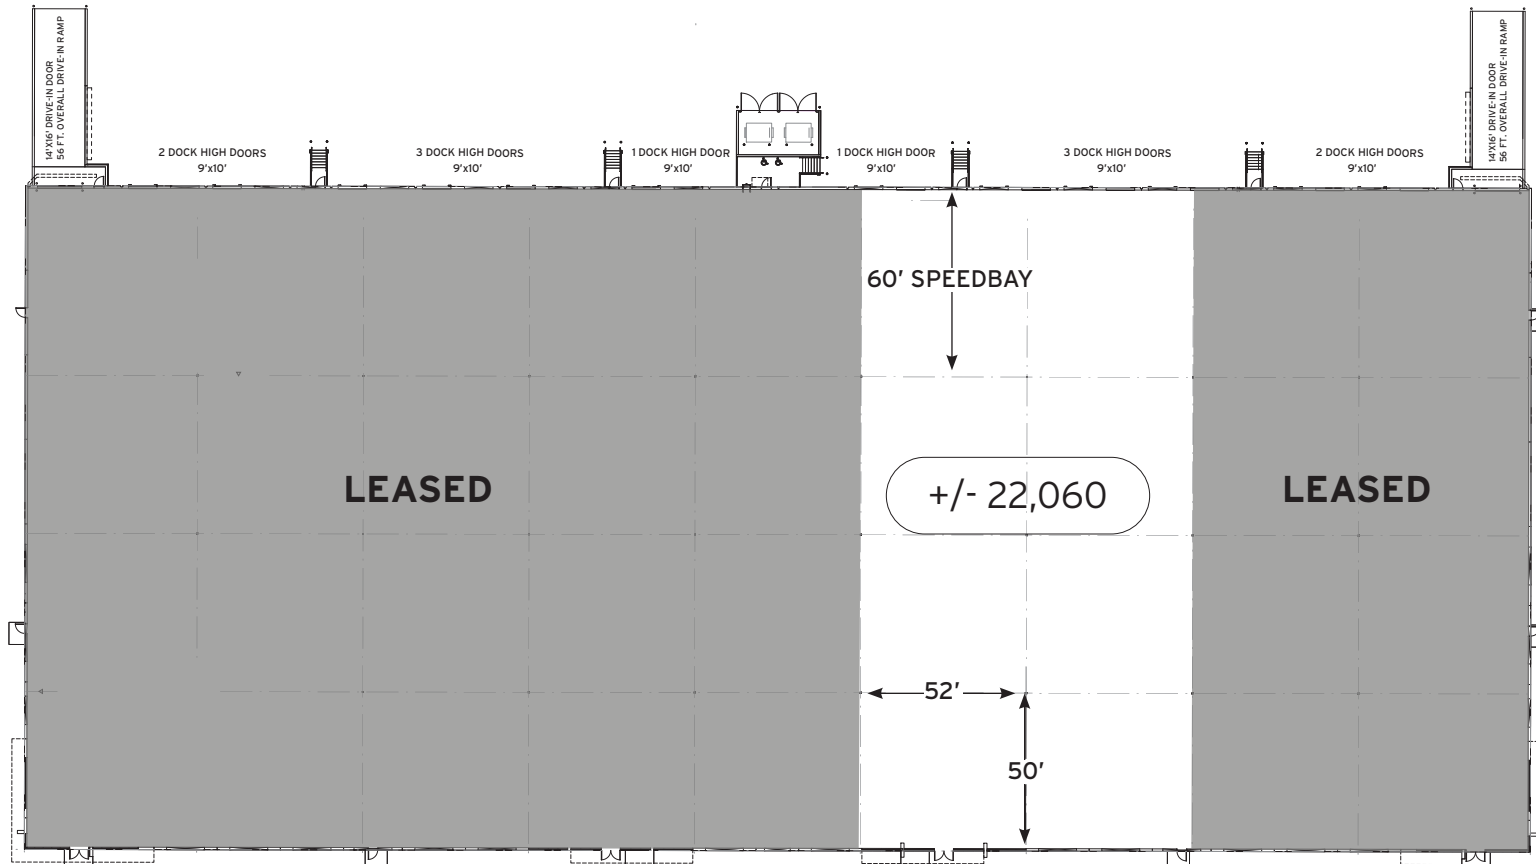 14'X16' DRIVE-IN DOOR
56 FT. OVERALL DRIVE-IN RAMP
14'X16' DRIVE-IN DOOR
56 FT. OVERALL DRIVE-IN RAMP
2 DOCK HIGH DOORS
9'x10'
3 DOCK HIGH DOORS
9'x10'
1 DOCK HIGH DOOR
9'x10'
1 DOCK HIGH DOOR
9'x10'
3 DOCK HIGH DOORS
9'x10'
2 DOCK HIGH DOORS
9'x10'
60' SPEEDBAY
LEASED
+/- 22,060
LEASED
52'
50'